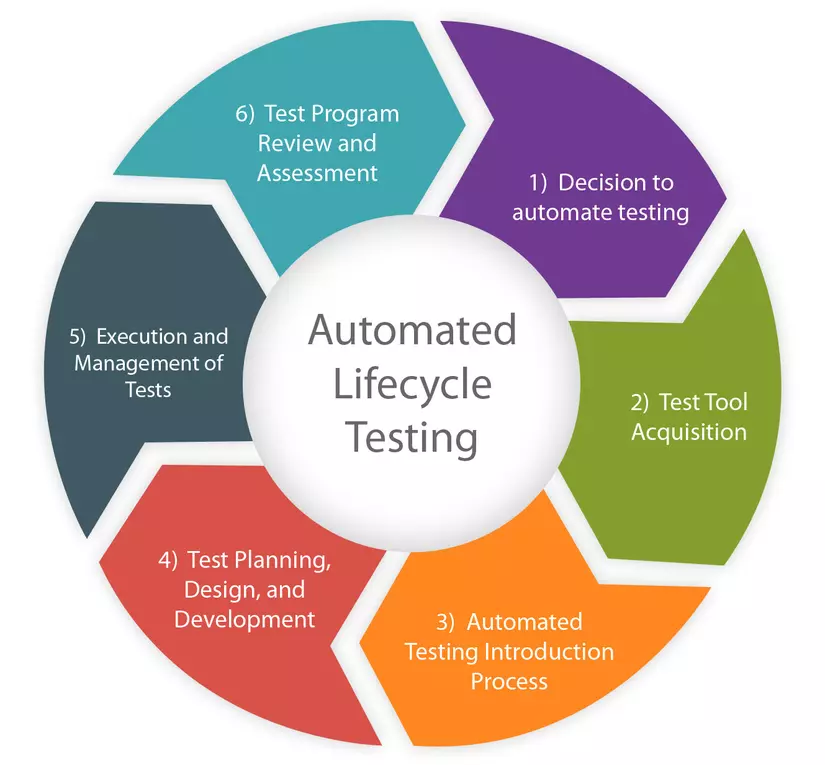 Automated
Lifecycle
Testing
1) Decision to
automate testing
2) Test Tool
Acquisition
3) Automated
Testing Introduction
Process
4) Test Planning,
Design, and
Development
5) Execution and
Management of
Tests
6) Test Program
Review and
Assessment